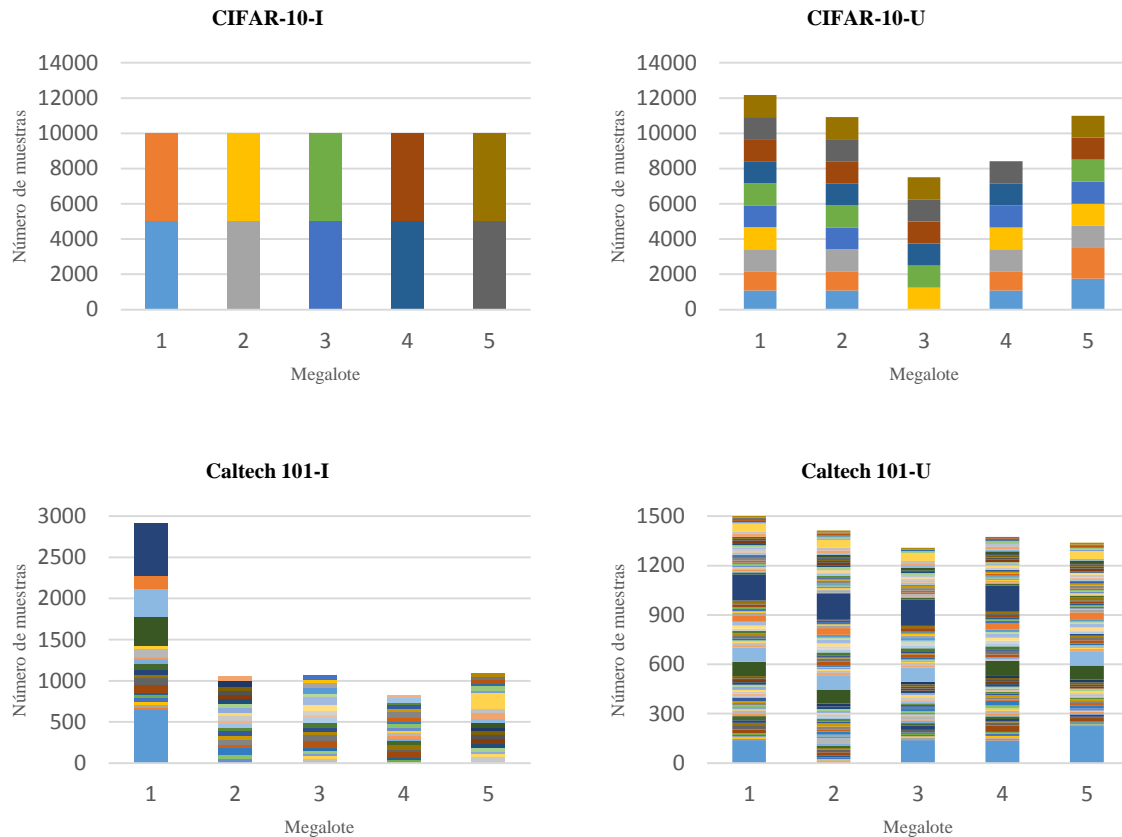 CIFAR-10-I
14000
12000
10000
8000
6000
4000
2000
0
Número de muestras
1 2 3 4 5
Megalote
CIFAR-10-U
14000
12000
10000
8000
6000
4000
2000
0
Número de muestras
1 2 3 4 5
Megalote
Caltech 101-I
3000
2500
2000
1500
1000
500
0
Número de muestras
1 2 3 4 5
Megalote
Caltech 101-U
1500
1200
900
600
300
0
Número de muestras
1 2 3 4 5
Megalote